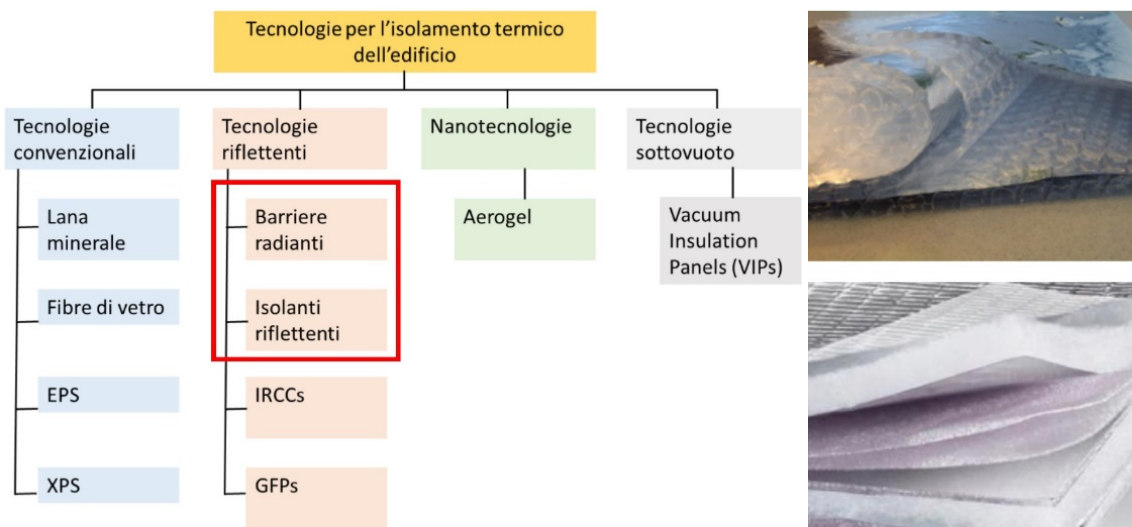 Tecnologie per l'isolamento termico
dell'edificio
Tecnologie
convenzionali
Lana
minerale
Fibre di vetro
EPS
XPS
Tecnologie
riflettenti
Barriere
radianti
Isolanti
riflettenti
IRCCs
GFPs
Nanotecnologie
Aerogel
Tecnologie
sottovuoto
Vacuum
Insulation
Panels (VIPs)